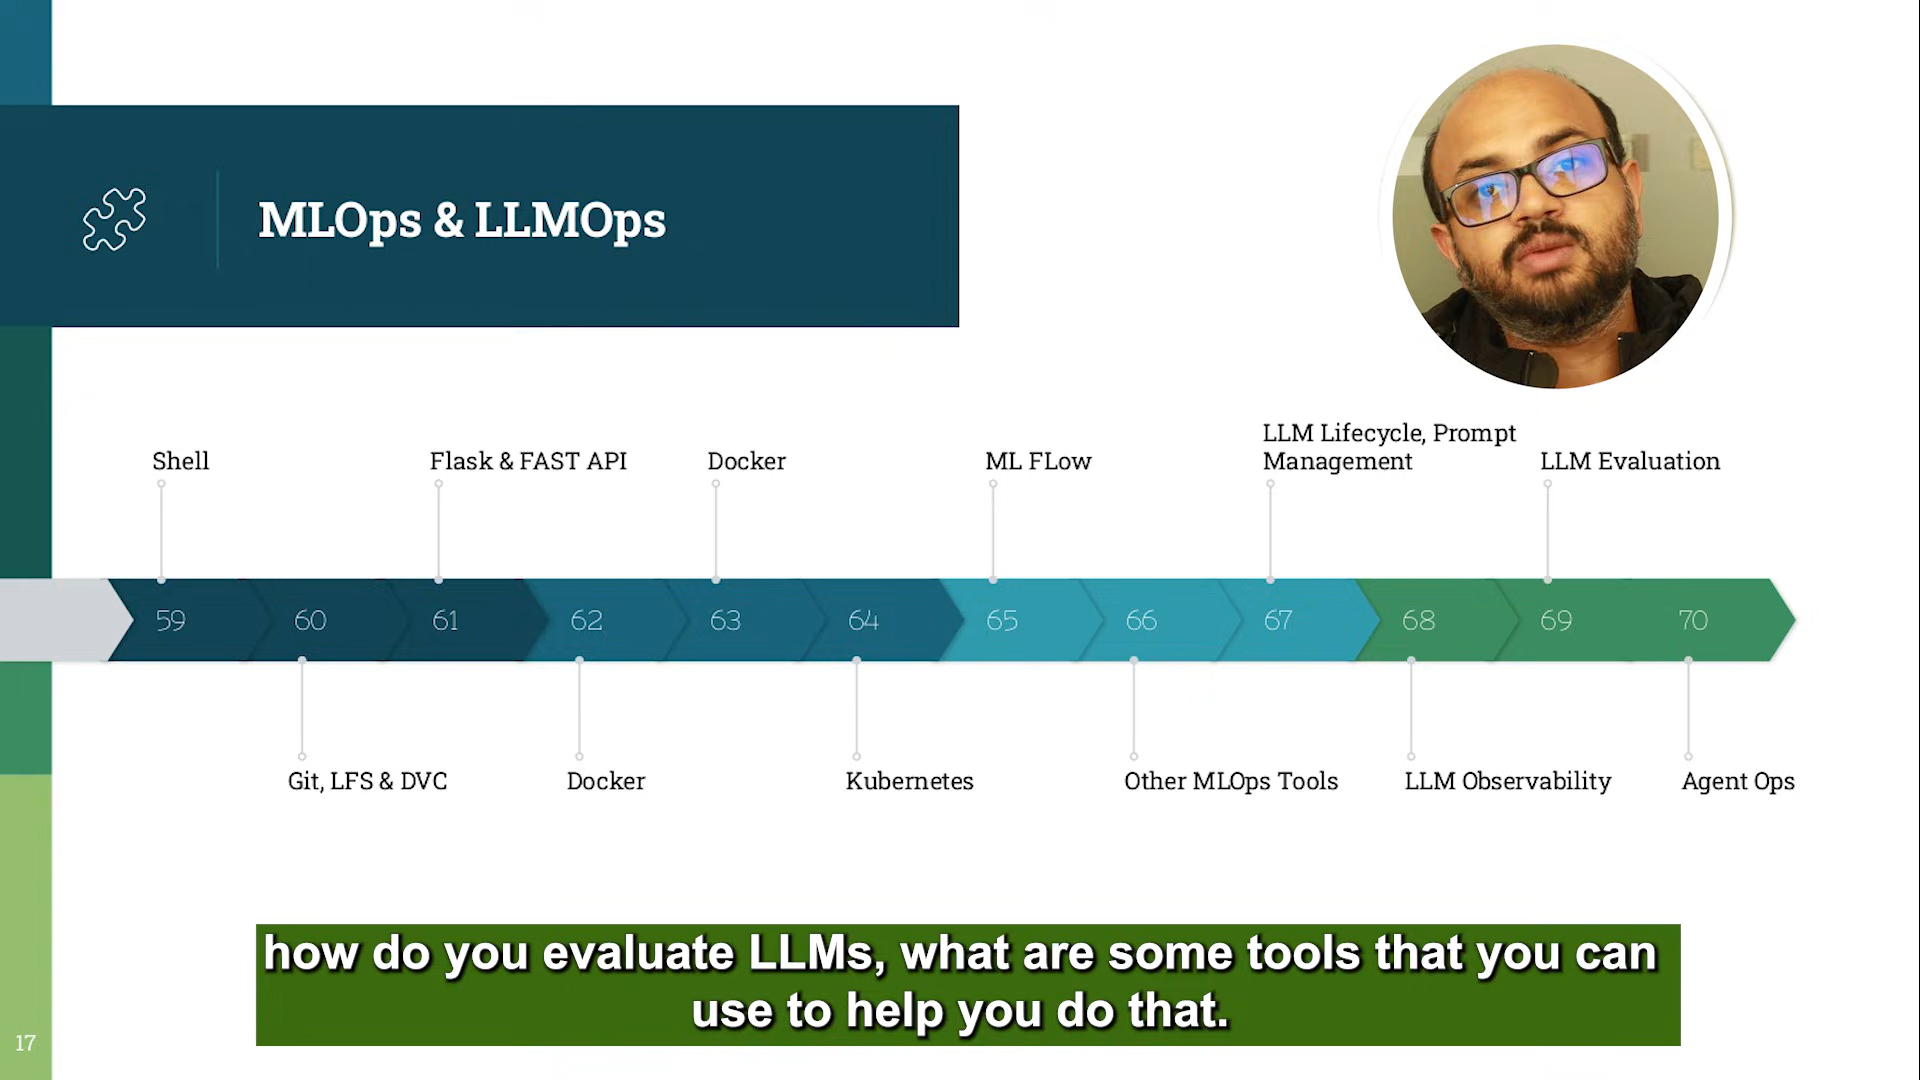 MLOps & LLMOps
Shell
Flask & FAST API
Docker
ML FLow
LLM Lifecycle, Prompt
Management
LLM Evaluation
59
60
61
62
63
64
65
66
67
68
69
70
Git, LFS & DVC
Docker
Kubernetes
Other MLOps Tools
LLM Observability
Agent Ops
how do you evaluate LLMs, what are some tools that you can
use to help you do that.
17